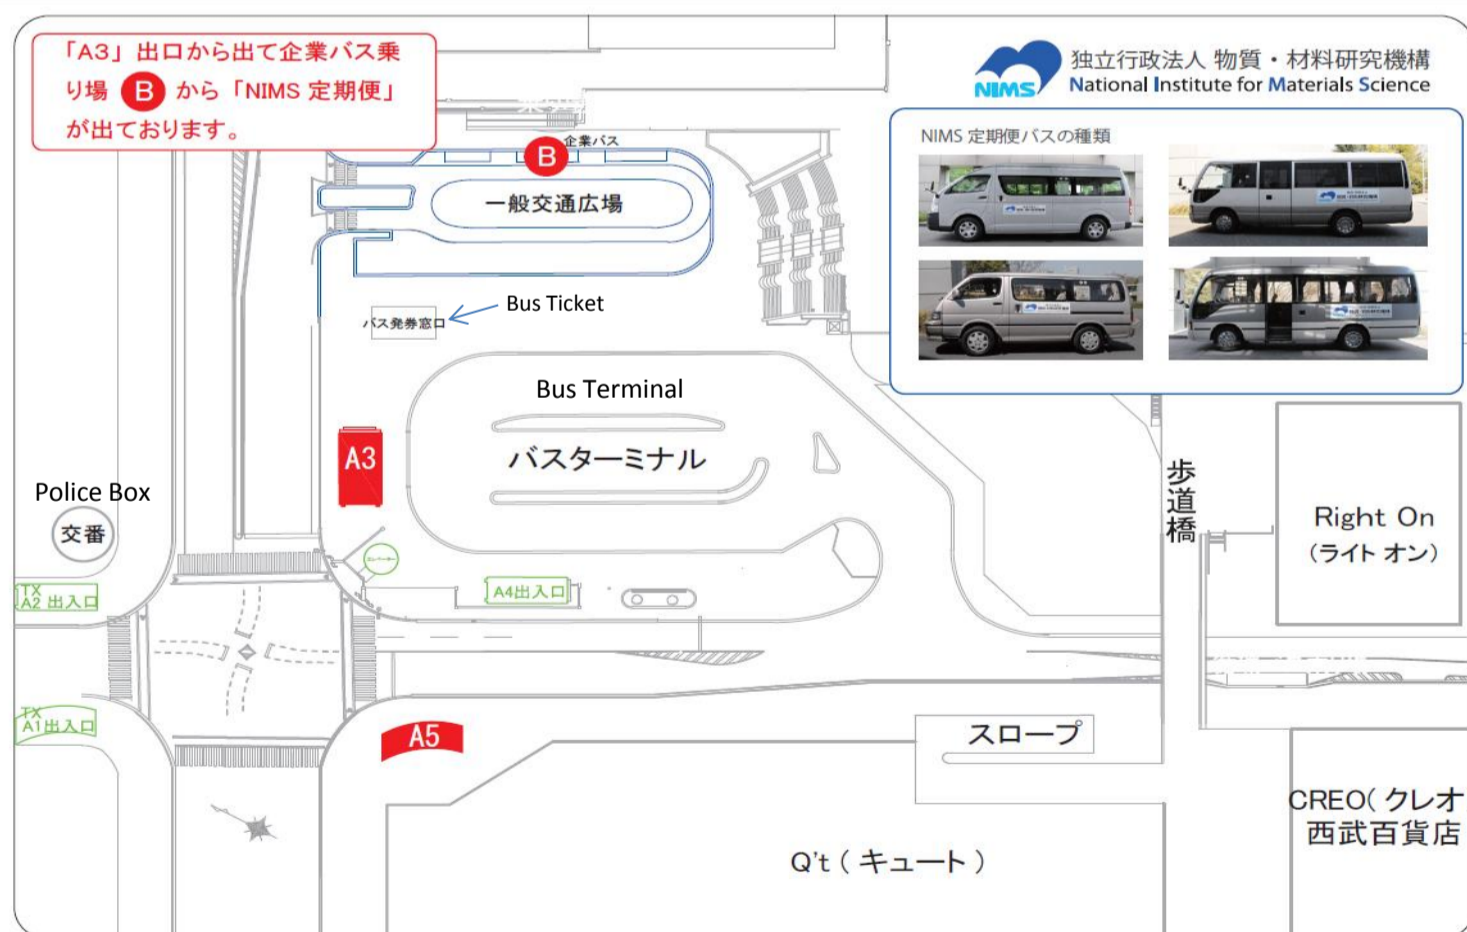 「A3」出口から出て企業バス乗
り場 B から「NIMS 定期便」
が出ております。
NIMS
独立行政法人 物質・材料研究機構
National Institute for Materials Science
NIMS 定期便バスの種類
B
企業バス
一般交通広場
バス発券窓口
Bus Ticket
Bus Terminal
バスターミナル
A3
Police Box
交番
エレベーター
TX
A2 出入口
A4出入口
歩道橋
Right On
(ライト オン)
TX
A1出入口
A5
スロープ
CREO( クレオ
西武百貨店
Q't ( キュート )